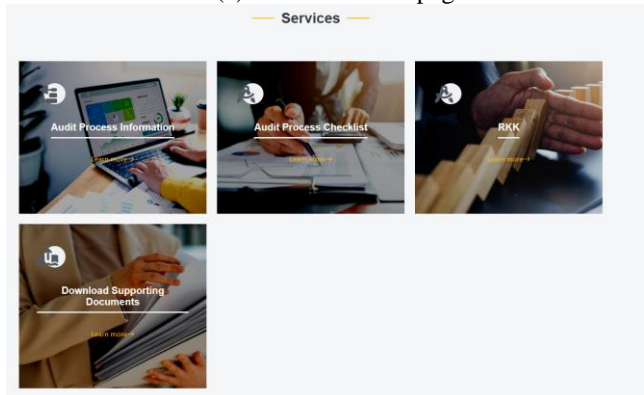 Services
Audit Process Information
Learn more→
Audit Process Checklist
Learn more→
RKK
Learn more→
Download Supporting
Documents
Learn more→